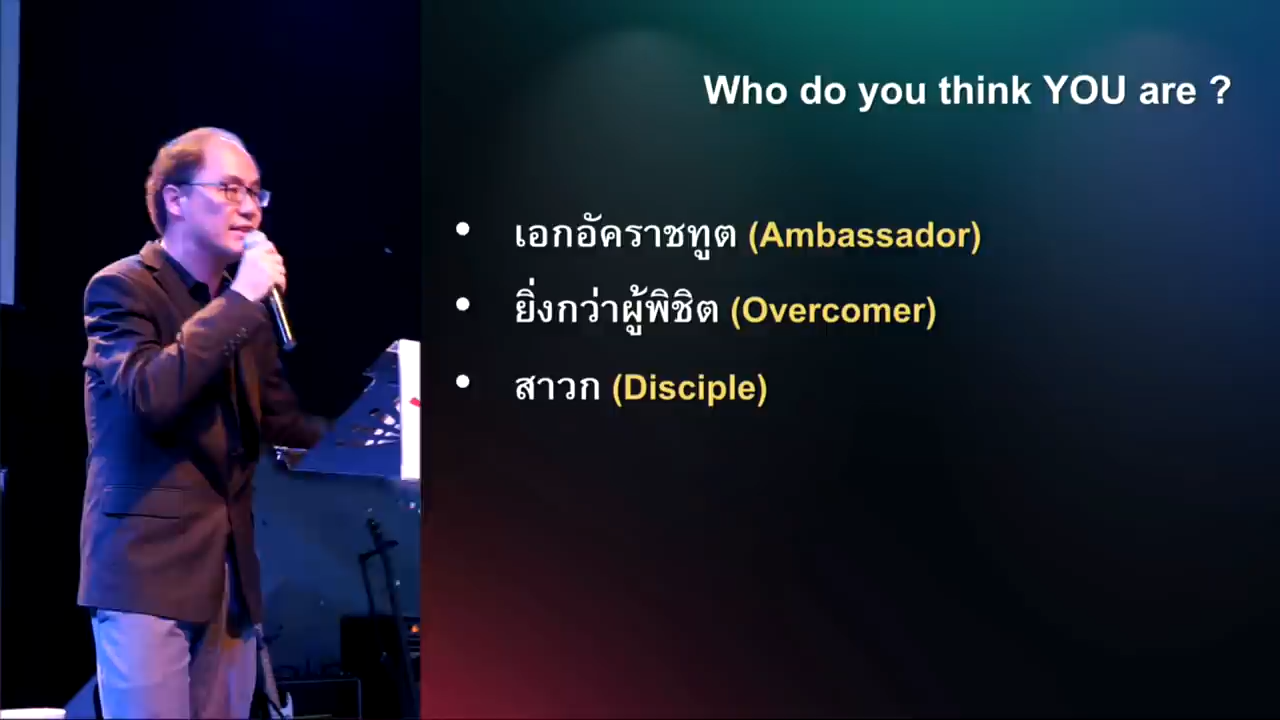 Who do you think YOU are ?
• เอกอัคราชทูต (Ambassador)
• ยิ่งกว่าผู้พิชิต (Overcomer)
• สาวก (Disciple)